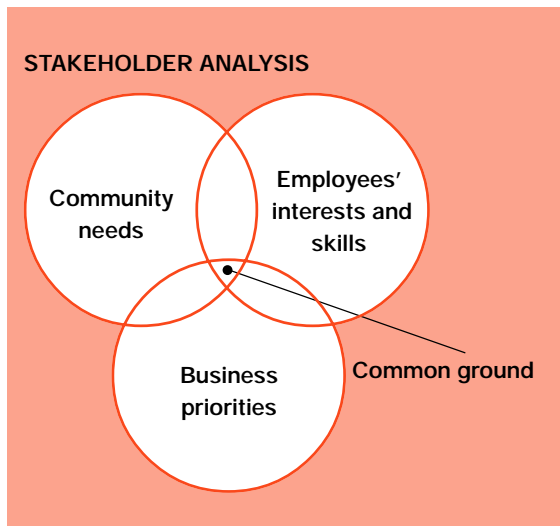 STAKEHOLDER ANALYSIS
Community
needs
Employees’
interests and
skills
Business
priorities
Common ground